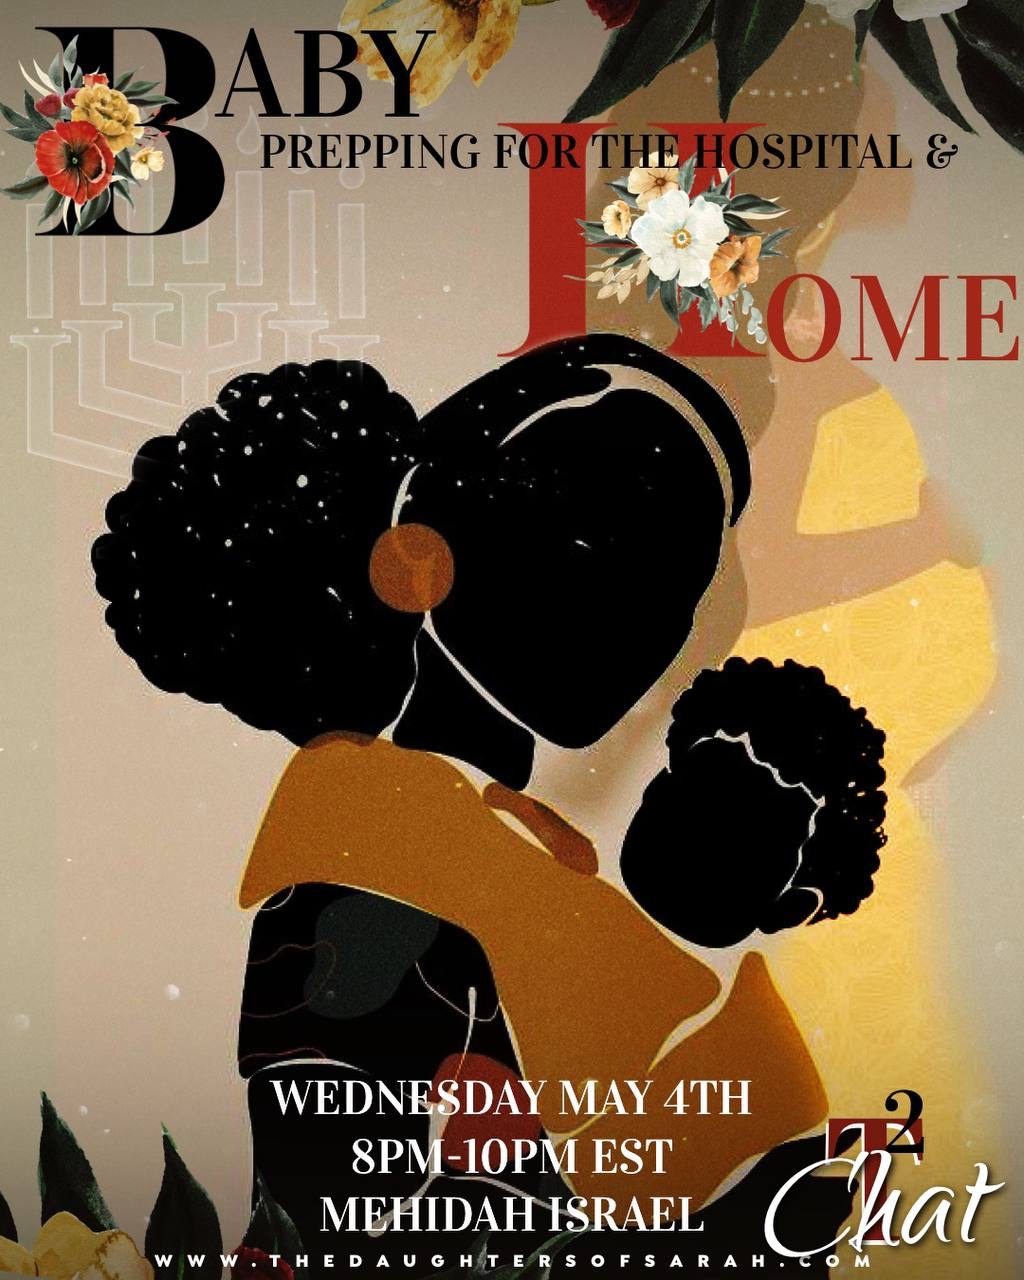 BABY
PREPPING FOR THE HOSPITAL &
HOME
WEDNESDAY MAY 4TH
8PM-10PM EST
MEHIDAH ISRAEL
T2
Chat
WWW.THEDAUGHTERSOFSARAH.COM